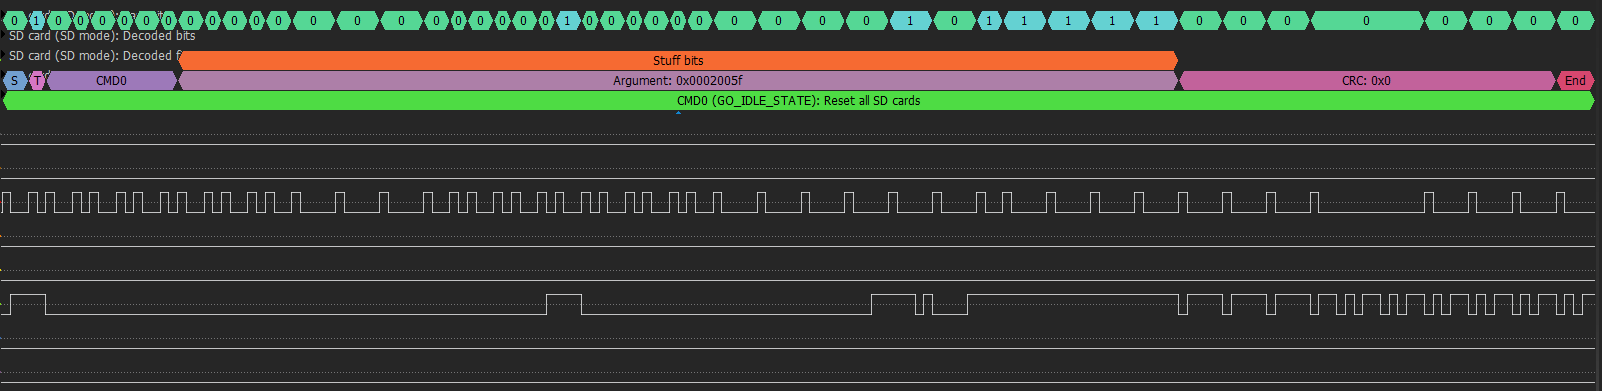 0 1 0 0 0 0 0 0 0 0 0 0 0 0 0 0 0 0 0 0 0 0 1 0 0 0 0 0 0 0 0 0 0 1 0 1 1 1 1 1 0 0 0 0 0 0 0 0
SD card (SD mode): Decoded bits
SD card (SD mode): Decoded f
Stuff bits
S T CMD0 Argument: 0x0002005f CRC: 0x0 End
CMD0 (GO_IDLE_STATE): Reset all SD cards